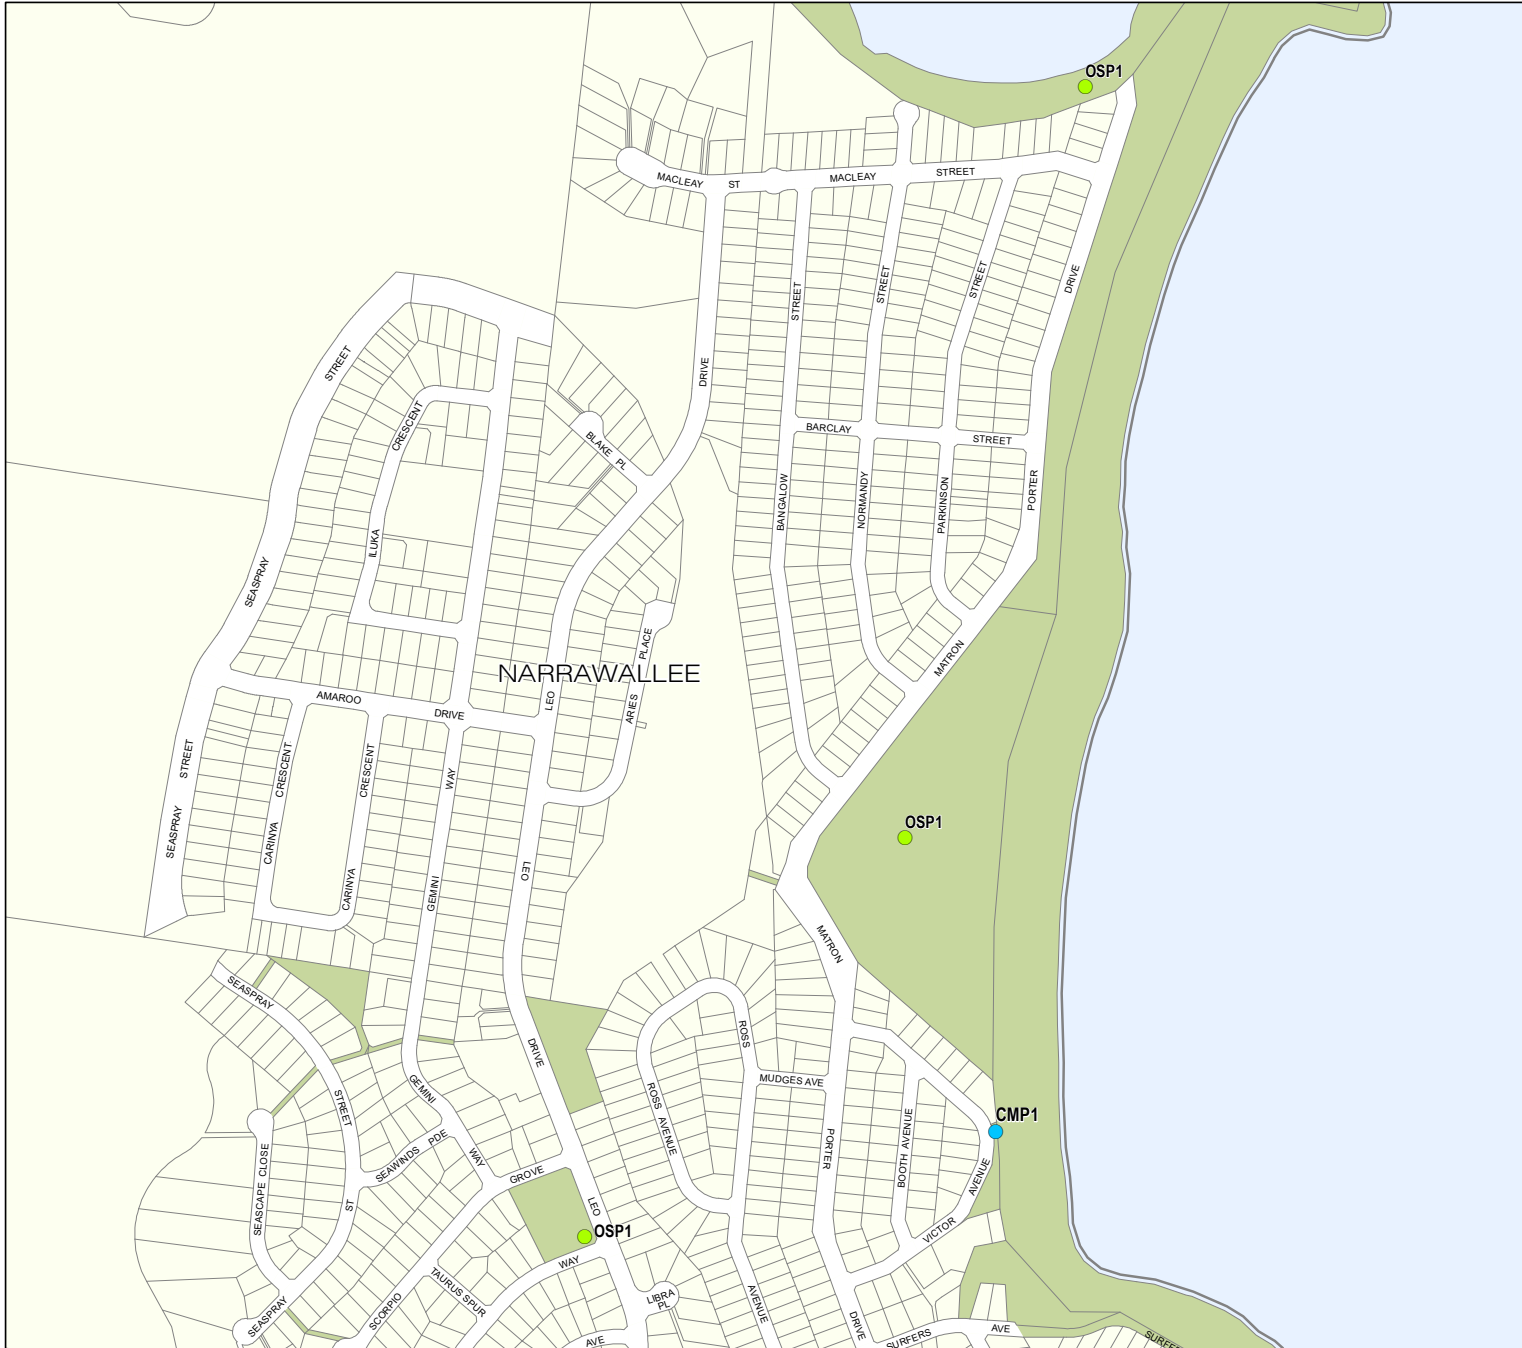 OSP1
MACLEAY
ST
MACLEAY
STREET
STREET
STREET
STREET
DRIVE
STREET
DRIVE
CRESCENT
BLAKE PL
BARCLAY
STREET
BANGALOW
NORMANDY
PARKINSON
PORTER
ILUKA
SEASPRAY
PLACE
NARRAWALLEE
MATRON
AMAROO
DRIVE
LEO
ARIES
STREET
CRESCENT
CRESCENT
WAY
SEASPRAY
CARINYA
CARINYA
GEMINI
LEO
OSP1
MATRON
SEASPRAY
DRIVE
ROSS
STREET
GEMINI
ROSS AVENUE
MUDGES AVE
CMP1
SEASCAPE CLOSE
SEAWINDS PDE
WAY
GROVE
PORTER
BOOTH AVENUE
AVENUE
ST
LEO
OSP1
VICTOR
WAY
SEASPRAY
SCORPIO
TAURUS SPUR
LIBRA
PL
AVENUE
DRIVE
AVE
SURFERS
AVE